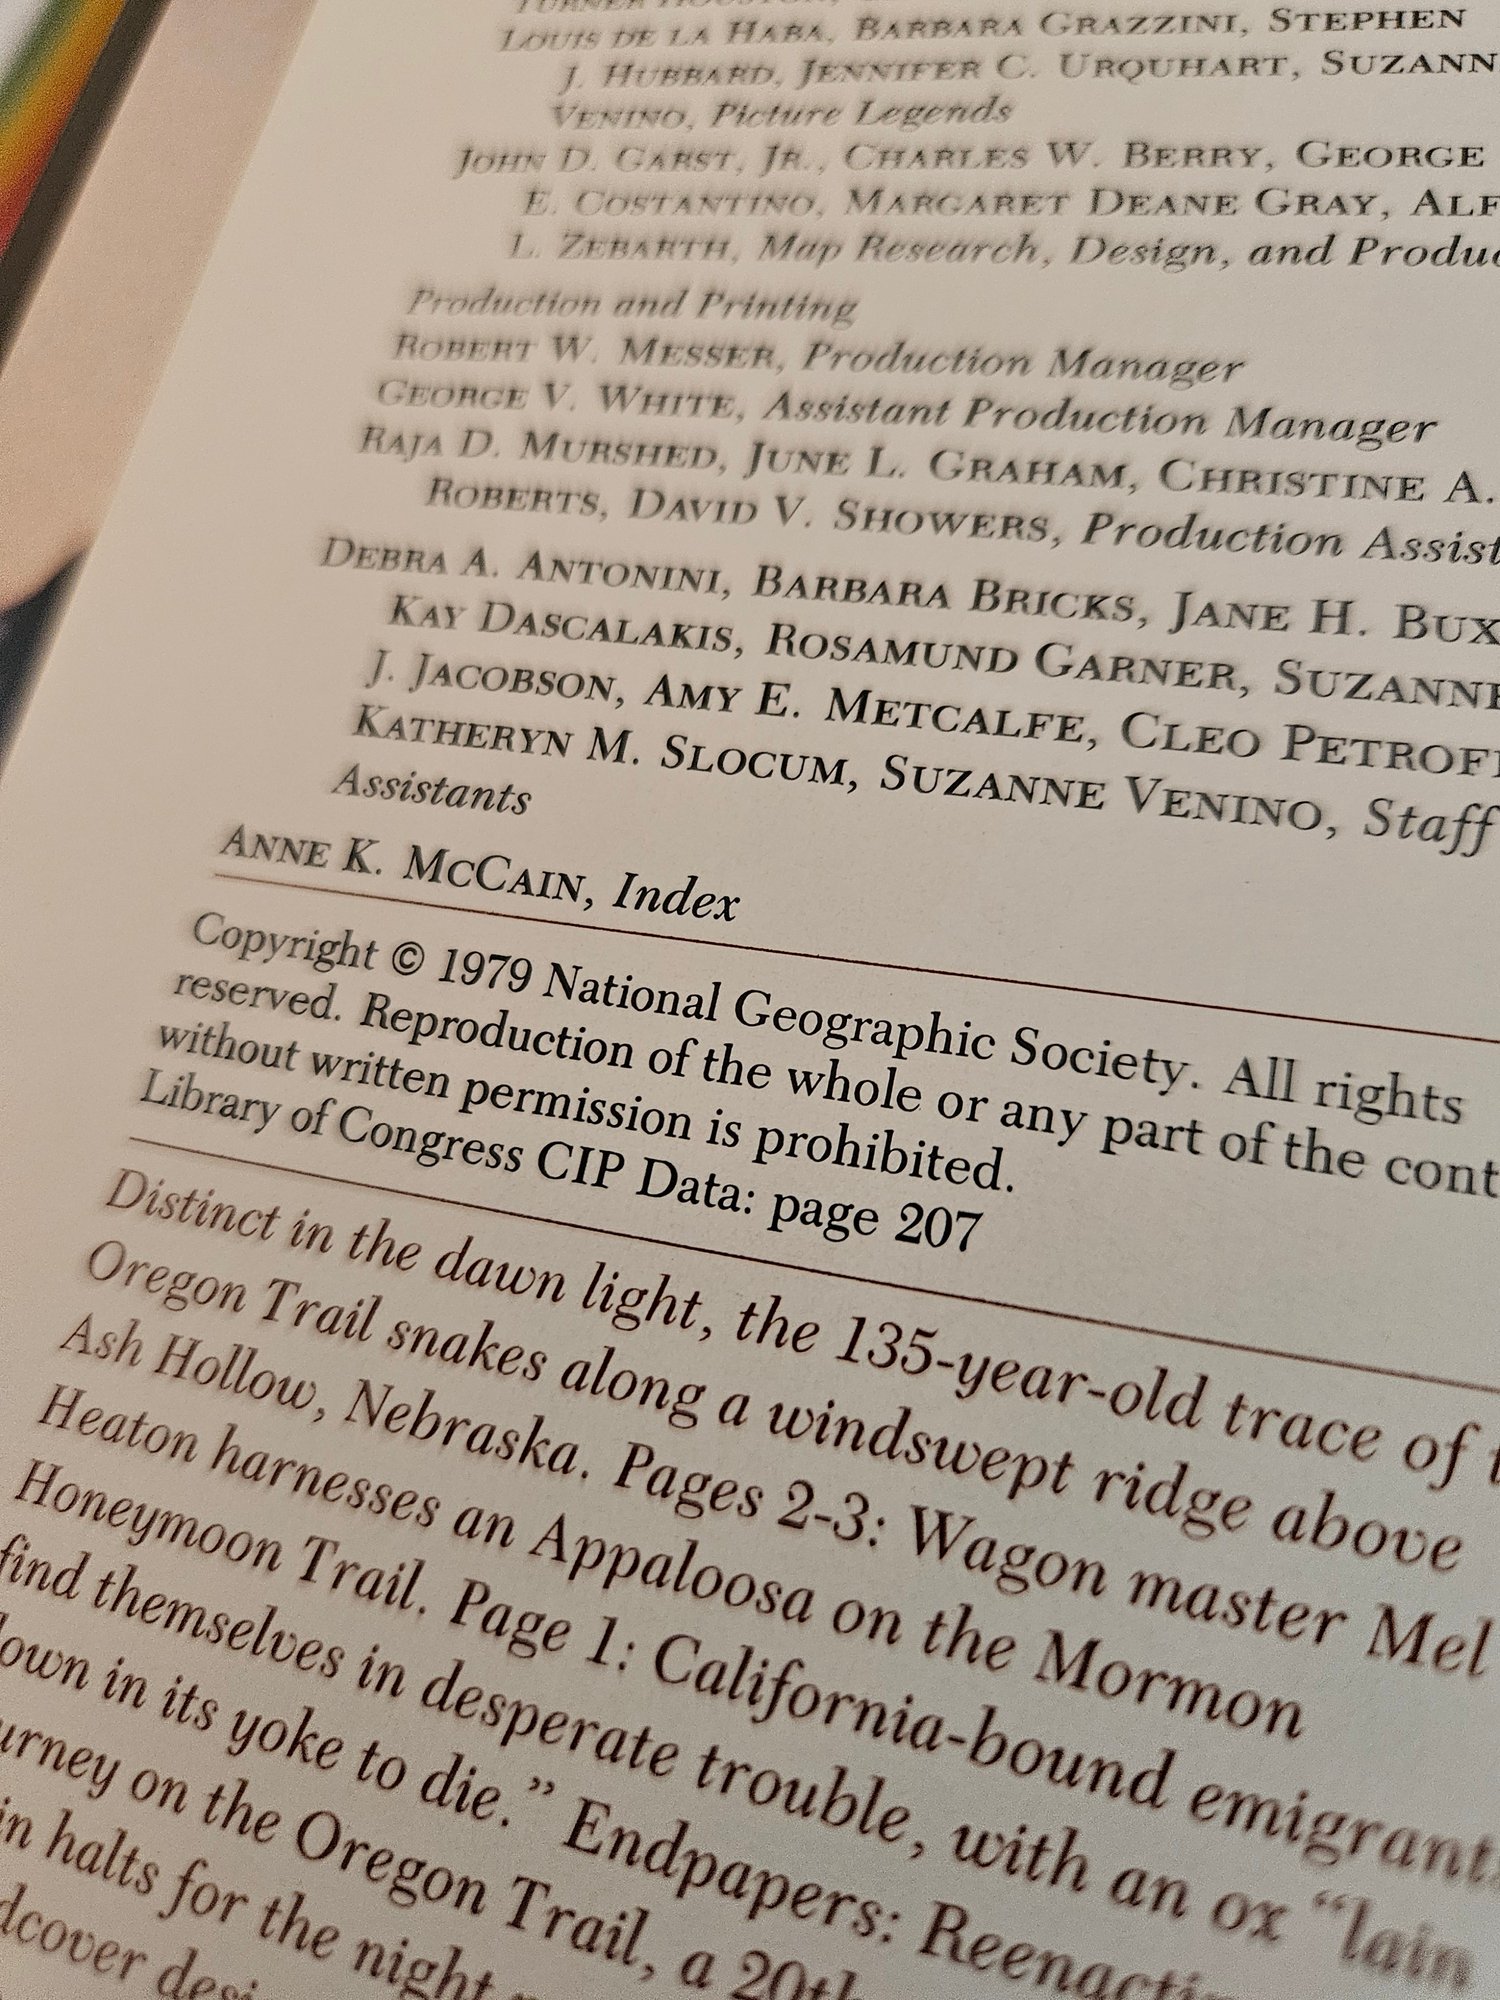 TURNER HOUSTON,
LOUIS DE LA HABA, BARBARA GRAZZINI, STEPHEN
J. HUBBARD, JENNIFER C. URQUHART, SUZANN
VENINO, Picture Legends
JOHN D. GARST, JR., CHARLES W. BERRY, GEORGE
E. COSTANTINO, MARGARET DEANE GRAY, ALF
L. ZEBARTH, Map Research, Design, and Produc
Production and Printing
ROBERT W. MESSER, Production Manager
GEORGE V. WHITE, Assistant Production Manager
RAJA D. MURSHED, JUNE L. GRAHAM, CHRISTINE A.
ROBERTS, DAVID V. SHOWERS, Production Assist
DEBRA A. ANTONINI, BARBARA BRICKS, JANE H. BUX
KAY DASCALAKIS, ROSAMUND GARNER, SUZANNE
J. JACOBSON, AMY E. METCALFE, CLEO PETROFF
KATHERYN M. SLOCUM, SUZANNE VENINO, Staff
Assistants
ANNE K. MCCAIN, Index
Copyright © 1979 National Geographic Society. All rights
reserved. Reproduction of the whole or any part of the cont
without written permission is prohibited.
Library of Congress CIP Data: page 207
Distinct in the dawn light, the 135-year-old trace of t
Oregon Trail snakes along a windswept ridge above
Ash Hollow, Nebraska. Pages 2-3: Wagon master Mel
Heaton harnesses an Appaloosa on the Mormon
Honeymoon Trail. Page 1: California-bound emigrants
find themselves in desperate trouble, with an ox "lain
down in its yoke to die." Endpapers: Reenacti
urney on the Oregon Trail, a 20th
in halts for the night
dcover desi